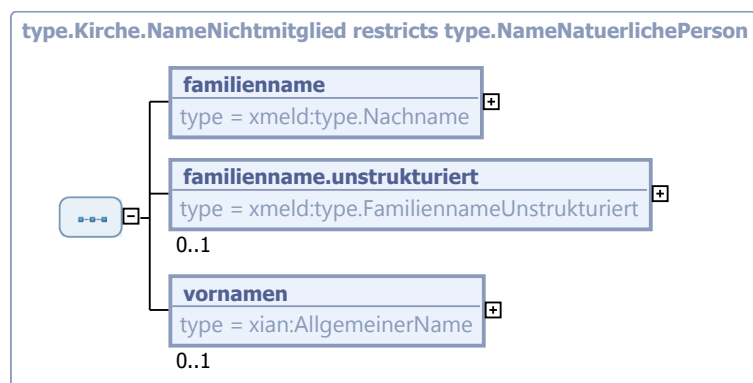 type.Kirche.NameNichtmitglied restricts type.NameNatuerlichePerson
familienname
type = xmeld:type.Nachname
familienname.unstrukturiert
type = xmeld:type.FamiliennameUnstrukturiert
0..1
vornamen
type = xian:AllgemeinerName
0..1